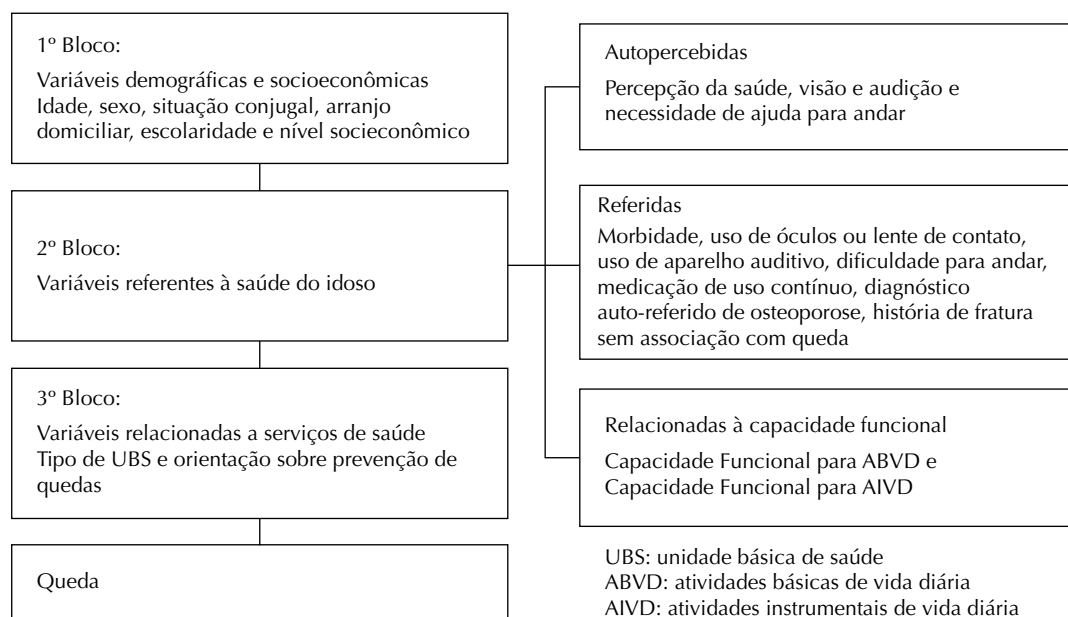 1º Bloco:
Variáveis demográficas e socioeconômicas
Idade, sexo, situação conjugal, arranjo
domiciliar, escolaridade e nível socieconômico
2º Bloco:
Variáveis referentes à saúde do idoso
3º Bloco:
Variáveis relacionadas a serviços de saúde
Tipo de UBS e orientação sobre prevenção de
quedas
Queda
Autopercebidas
Percepção da saúde, visão e audição e
necessidade de ajuda para andar
Referidas
Morbidade, uso de óculos ou lente de contato,
uso de aparelho auditivo, dificuldade para andar,
medicação de uso contínuo, diagnóstico
auto-referido de osteoporose, história de fratura
sem associação com queda
Relacionadas à capacidade funcional
Capacidade Funcional para ABVD e
Capacidade Funcional para AIVD
UBS: unidade básica de saúde
ABVD: atividades básicas de vida diária
AIVD: atividades instrumentais de vida diária